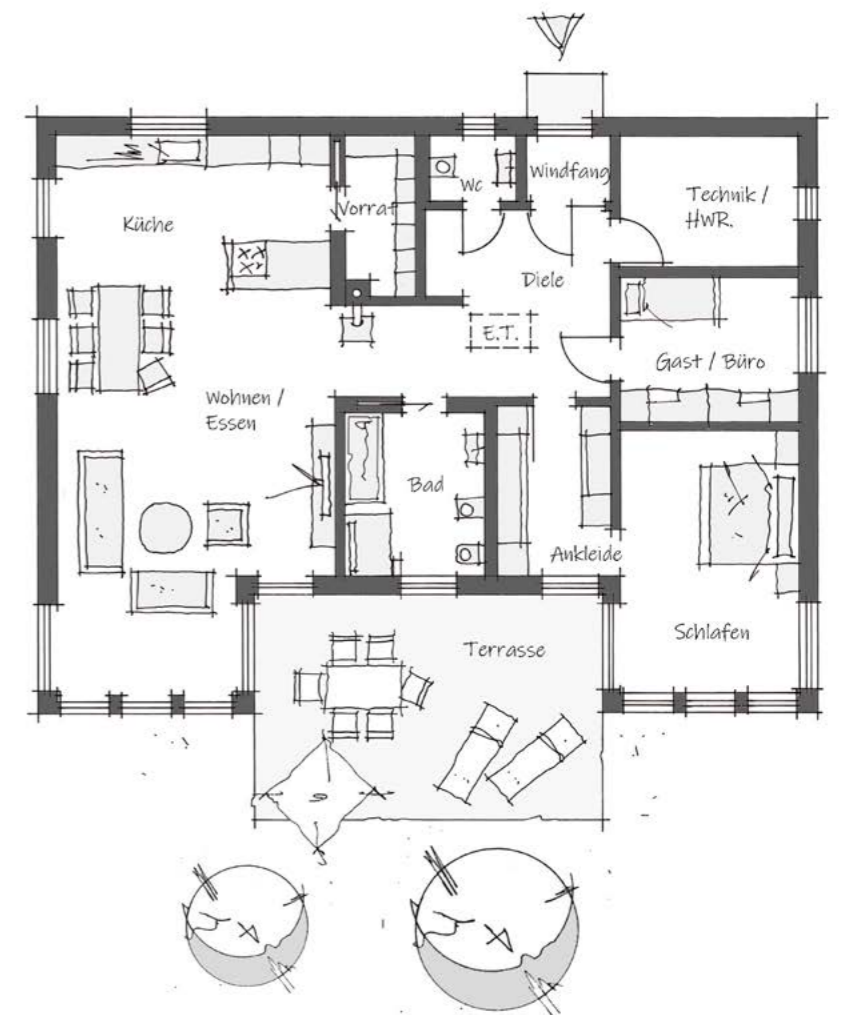 Wc
Windfang
Technik /
HWR.
Vorrat
Küche
Diele
E.T.
Gast / Büro
Wohnen /
Essen
Bad
Ankleide
Schlafen
Terrasse